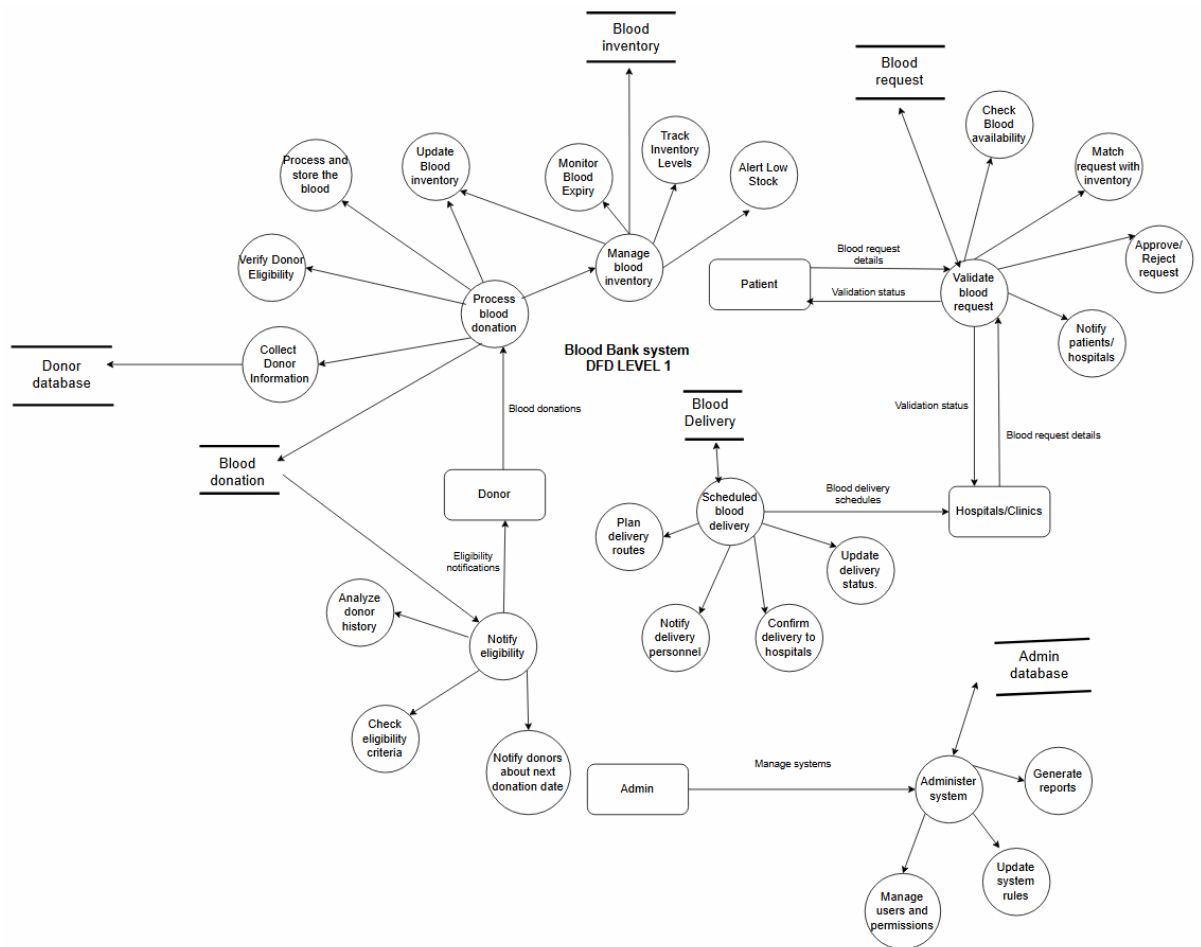 Blood
inventory
Blood
request
Check
Blood
availability
Track
Inventory
Levels
Update
Blood
inventory
Process and
store the
blood
Monitor
Blood
Expiry
Alert Low
Stock
Match
request with
inventory
Verify Donor
Eligibility
Manage
blood
inventory
Blood request
details
Approve/
Reject
request
Patient
Validation status
Validate
blood
request
Process
blood
donation
Notify
patients/
hospitals
Donor
database
Collect
Donor
Information
Blood Bank system
DFD LEVEL 1
Blood donations
Blood
Delivery
Validation status
Blood request details
Blood
donation
Donor
Scheduled
blood
delivery
Blood delivery
schedules
Hospitals/Clinics
Plan
delivery
routes
Update
delivery
status.
Eligibility
notifications
Analyze
donor
history
Notify
eligibility
Notify
delivery
personnel
Confirm
delivery to
hospitals
Admin
database
Check
eligibility
criteria
Notify donors
about next
donation date
Manage systems
Admin
Administer
system
Generate
reports
Update
system
rules
Manage
users and
permissions